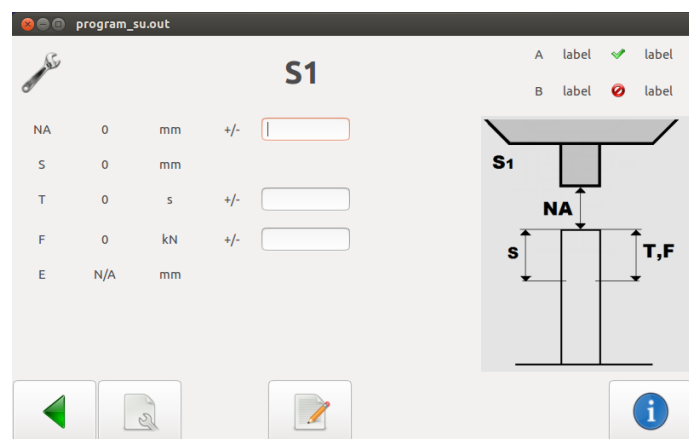 program_su.out
S1
A label label
B label label
NA 0 mm +/-
S 0 mm
T 0 s +/-
F 0 kN +/-
E N/A mm
S1
NA
S
T,F